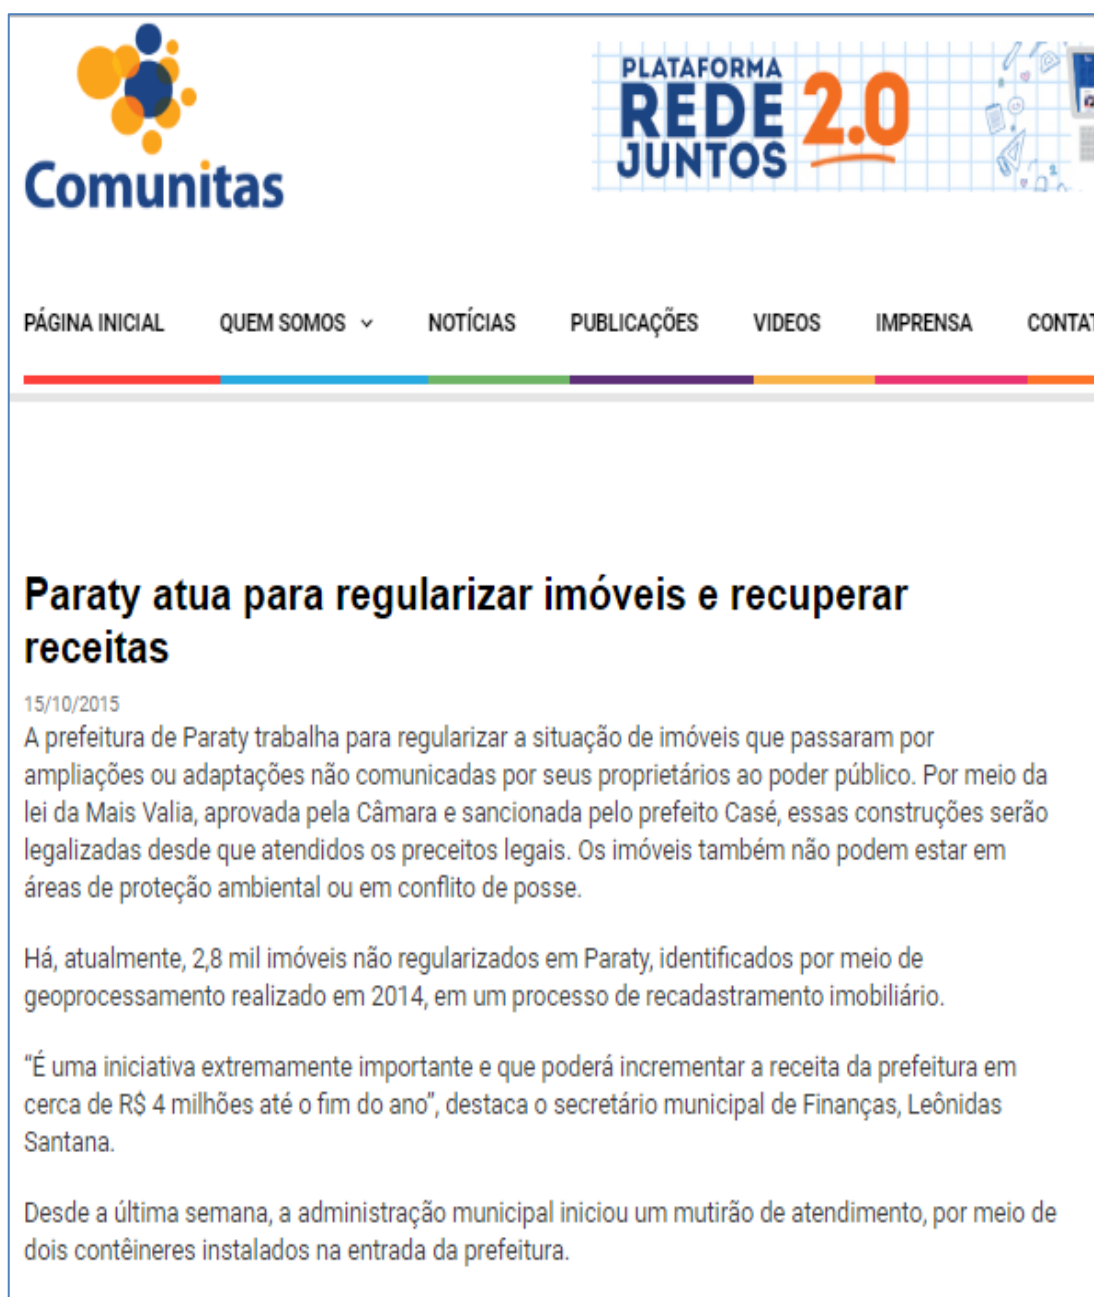 Comunitas
PLATAFORMA
REDE 2.0
JUNTOS
PÁGINA INICIAL QUEM SOMOS NOTÍCIAS PUBLICAÇÕES VIDEOS IMPRENSA
Paraty atua para regularizar imóveis e recuperar
receitas
15/10/2015
A prefeitura de Paraty trabalha para regularizar a situação de imóveis que passaram por
ampliações ou adaptações não comunicadas por seus proprietários ao poder público. Por meio da
lei da Mais Valia, aprovada pela Câmara e sancionada pelo prefeito Casé, essas construções serão
legalizadas desde que atendidos os preceitos legais. Os imóveis também não podem estar em
áreas de proteção ambiental ou em conflito de posse.
Há, atualmente, 2,8 mil imóveis não regularizados em Paraty, identificados por meio de
geoprocessamento realizado em 2014, em um processo de recadastramento imobiliário.
“É uma iniciativa extremamente importante e que poderá incrementar a receita da prefeitura em
cerca de R$ 4 milhões até o fim do ano”, destaca o secretário municipal de Finanças, Leônidas
Santana.
Desde a última semana, a administração municipal iniciou um mutirão de atendimento, por meio de
dois contêineres instalados na entrada da prefeitura.